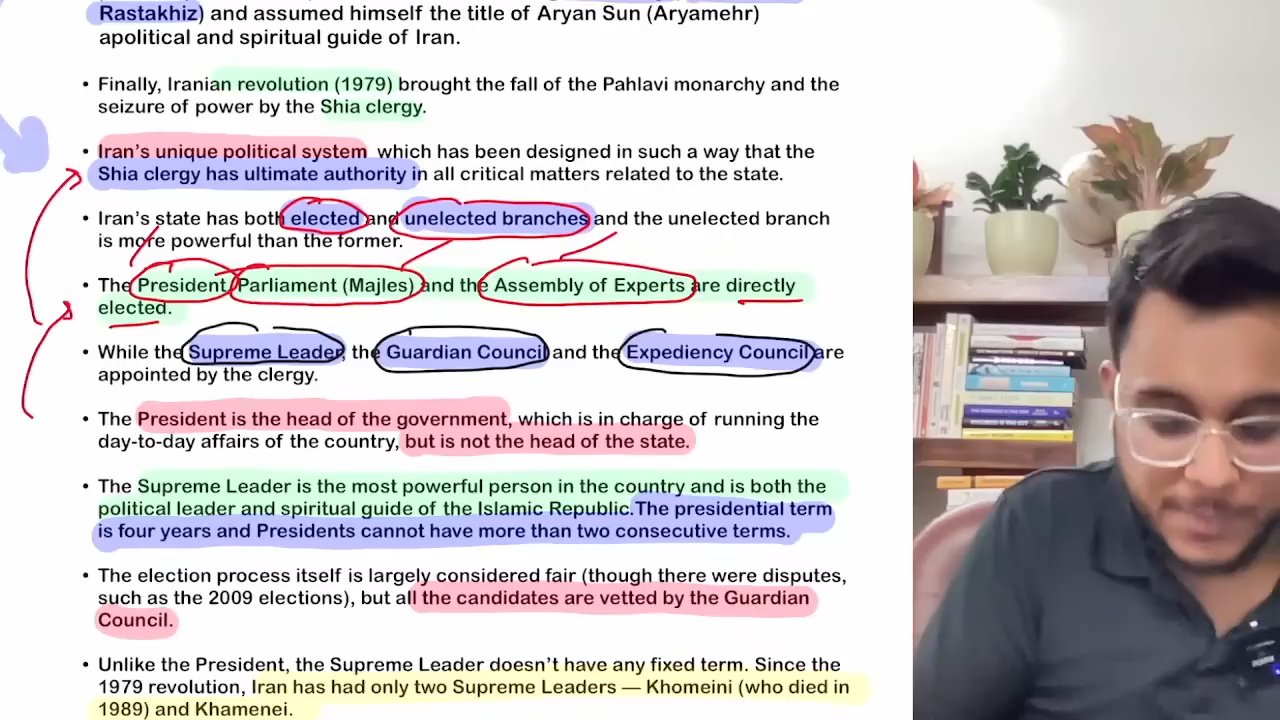 Rastakhiz) and assumed himself the title of Aryan Sun (Aryamehr)
apolitical and spiritual guide of Iran.
• Finally, Iranian revolution (1979) brought the fall of the Pahlavi monarchy and the
seizure of power by the Shia clergy.
• Iran's unique political system which has been designed in such a way that the
Shia clergy has ultimate authority in all critical matters related to the state.
• Iran's state has both elected and unelected branches and the unelected branch
is more powerful than the former.
• The President, Parliament (Majles) and the Assembly of Experts are directly
elected.
• While the Supreme Leader, the Guardian Council and the Expediency Council are
appointed by the clergy.
• The President is the head of the government, which is in charge of running the
day-to-day affairs of the country, but is not the head of the state.
• The Supreme Leader is the most powerful person in the country and is both the
political leader and spiritual guide of the Islamic Republic.The presidential term
is four years and Presidents cannot have more than two consecutive terms.
• The election process itself is largely considered fair (though there were disputes,
such as the 2009 elections), but all the candidates are vetted by the Guardian
Council.
• Unlike the President, the Supreme Leader doesn't have any fixed term. Since the
1979 revolution, Iran has had only two Supreme Leaders — Khomeini (who died in
1989) and Khamenei.